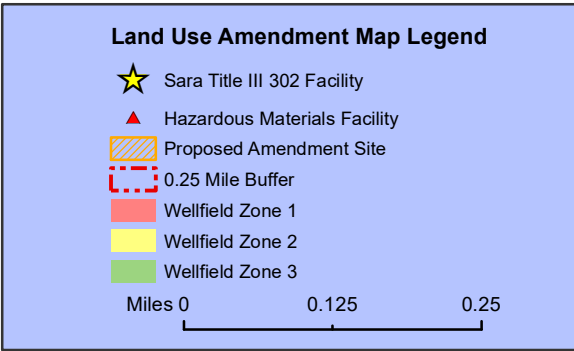 Land Use Amendment Map Legend
Sara Title III 302 Facility
Hazardous Materials Facility
Proposed Amendment Site
0.25 Mile Buffer
Wellfield Zone 1
Wellfield Zone 2
Wellfield Zone 3
Miles 0 0.125 0.25